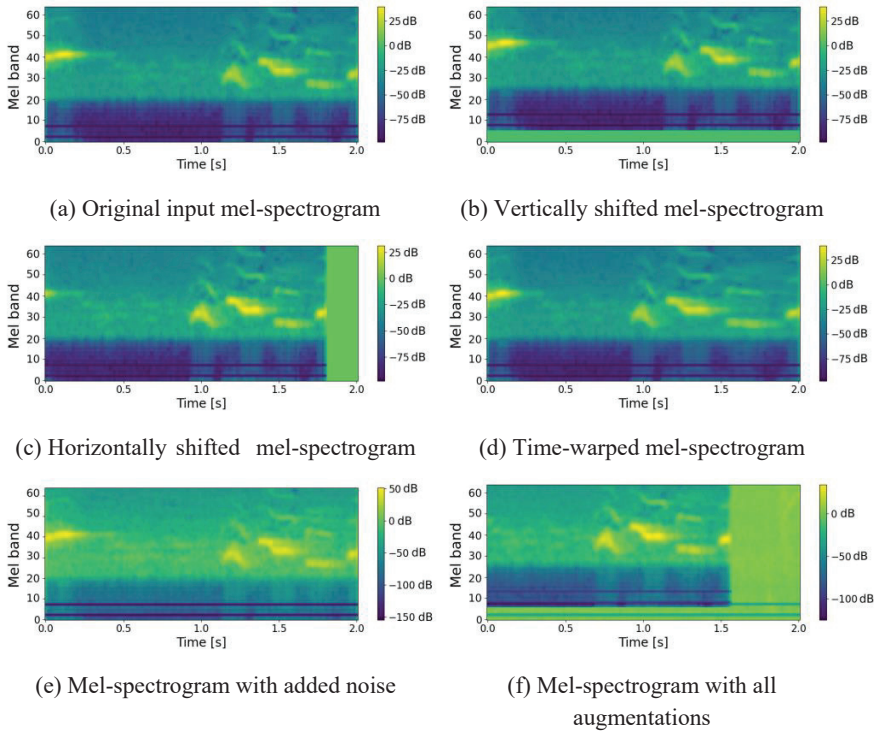 25 dB
0 dB
−25 dB
−50 dB
−75 dB
Mel band
60
50
40
30
20
10
0
0.0 0.5 1.0 1.5 2.0
Time [s]
(a) Original input mel-spectrogram
25 dB
0 dB
−25 dB
−50 dB
−75 dB
Mel band
60
50
40
30
20
10
0
0.0 0.5 1.0 1.5 2.0
Time [s]
(b) Vertically shifted mel-spectrogram
25 dB
0 dB
−25 dB
−50 dB
−75 dB
Mel band
60
50
40
30
20
10
0
0.0 0.5 1.0 1.5 2.0
Time [s]
(c) Horizontally shifted mel-spectrogram
25 dB
0 dB
−25 dB
−50 dB
−75 dB
Mel band
60
50
40
30
20
10
0
0.0 0.5 1.0 1.5 2.0
Time [s]
(d) Time-warped mel-spectrogram
50 dB
0 dB
−50 dB
−100 dB
−150 dB
Mel band
60
50
40
30
20
10
0
0.0 0.5 1.0 1.5 2.0
Time [s]
(e) Mel-spectrogram with added noise
0 dB
−50 dB
−100 dB
Mel band
60
50
40
30
20
10
0
0.0 0.5 1.0 1.5 2.0
Time [s]
(f) Mel-spectrogram with all
augmentations